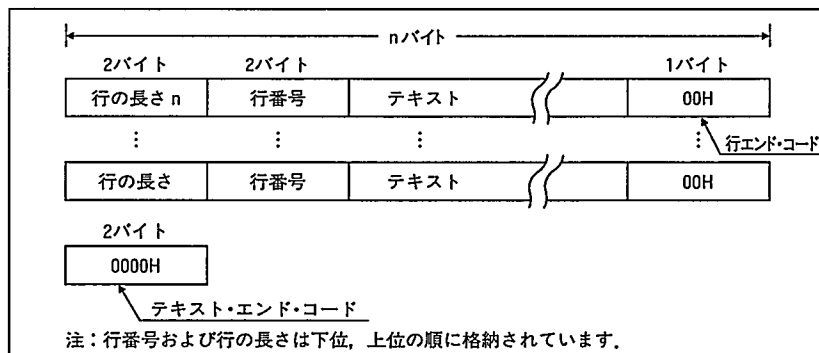 nバイト
2バイト 2バイト 1バイト
行の長さ n 行番号 テキスト 00H
⋮ ⋮ ⋮ ⋮
行エンド・コード
行の長さ 行番号 テキスト 00H
2バイト
0000H
テキスト・エンド・コード
注:行番号および行の長さは下位,上位の順に格納されています.